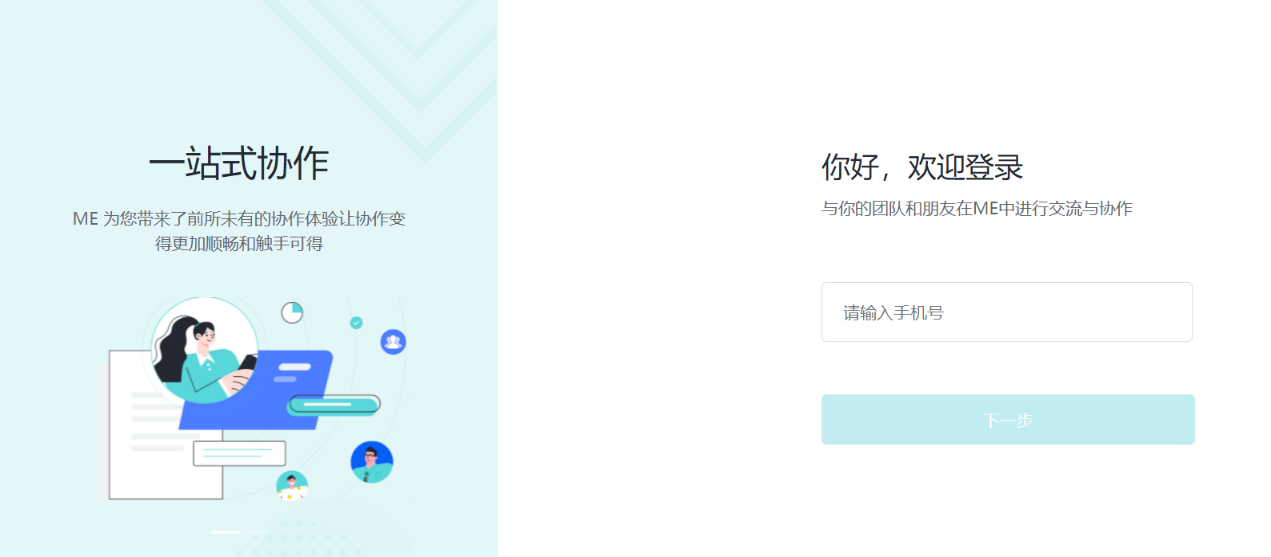 一站式协作
ME 为您带来了前所未有的协作体验让协作变
得更加顺畅和触手可得
你好，欢迎登录
与你的团队和朋友在ME中进行交流与协作
请输入手机号
下一步